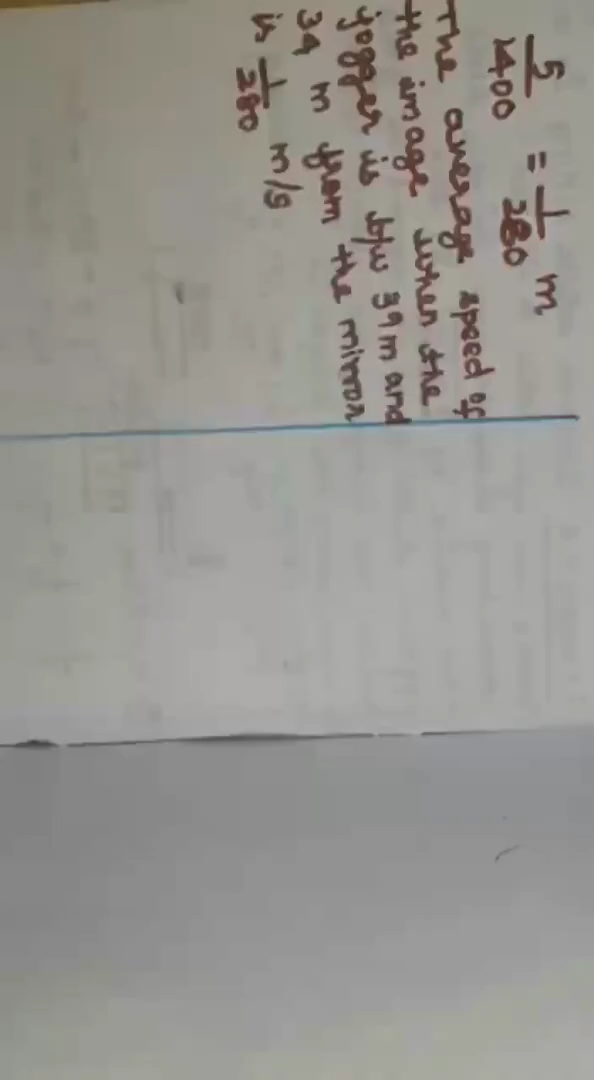 5/1400 = 1/280 m
The average speed of
the image when the
jogger is b/w 39m and
34 m from the mirror
is 1/280 m/s